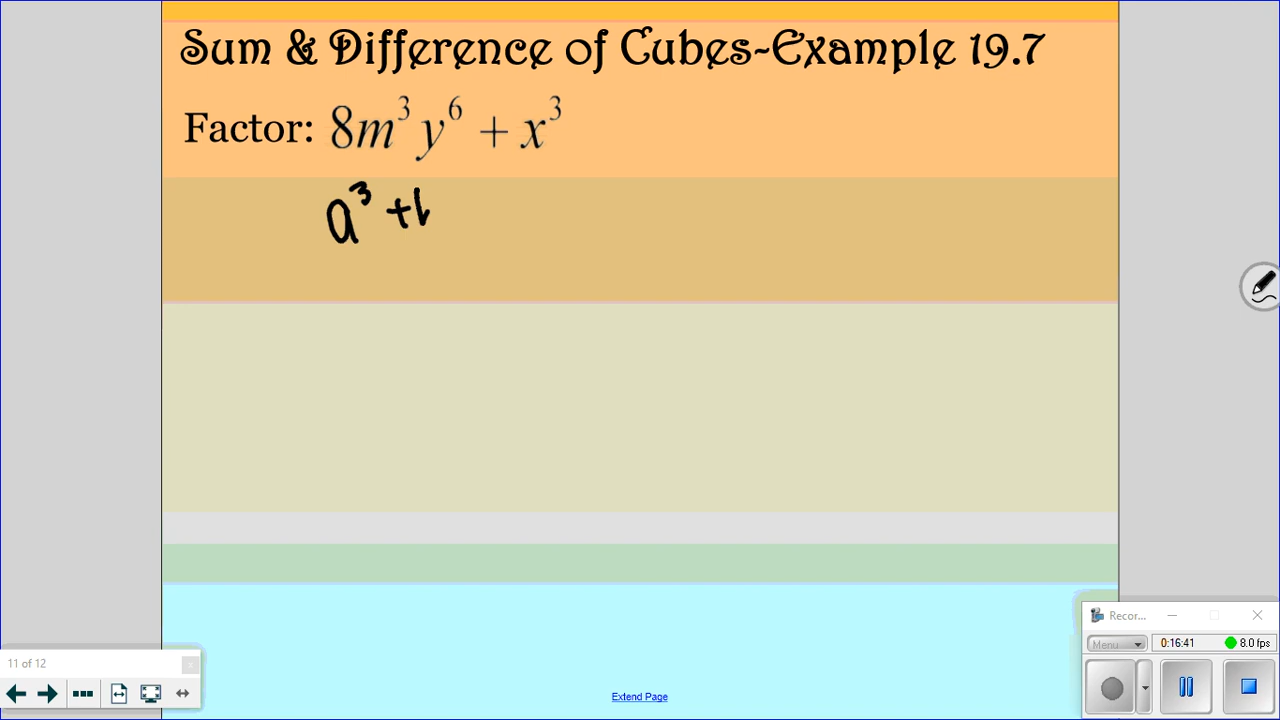 Sum & Difference of Cubes-Example 19.7
Factor: 8m³y⁶ + x³
a³ +
11 of 12
Extend Page
Recor...
Menu
0:16:41
8.0 fps